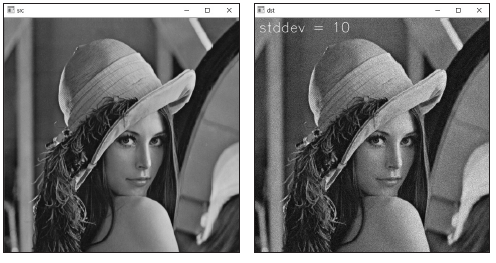 src
dst
stddev = 10